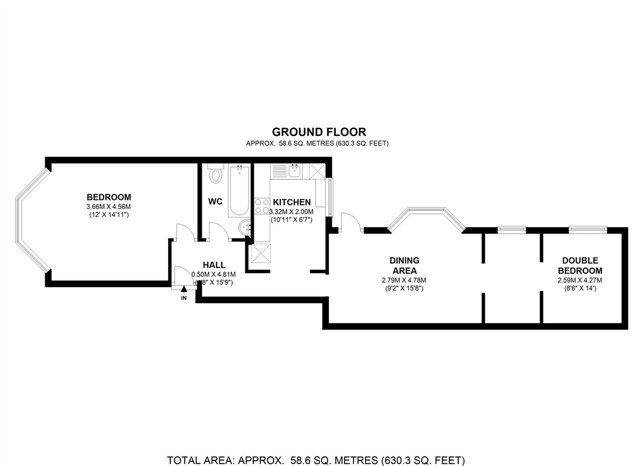 GROUND FLOOR
APPROX. 58.6 SQ. METRES (630.3 SQ. FEET)
BEDROOM
3.66M X 4.56M
(12' X 14'11")
WC
KITCHEN
3.32M X 2.00M
(10'11" X 6'7")
HALL
0.50M X 4.81M
X 15'9")
IN
DINING
AREA
2.79M X 4.78M
(9'2" X 15'8")
DOUBLE
BEDROOM
2.59M X 4.27M
(8'6" X 14')
TOTAL AREA: APPROX. 58.6 SQ. METRES (630.3 SQ. FEET)